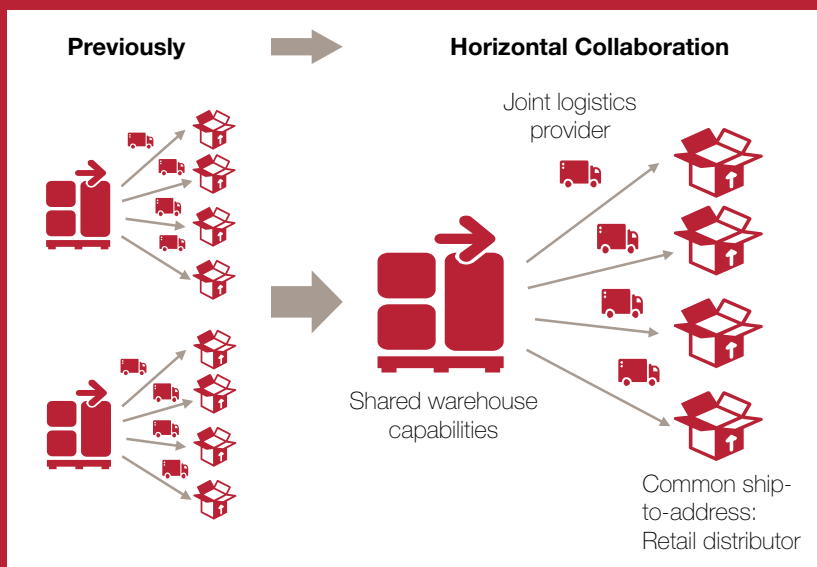 Previously
Horizontal Collaboration
Joint logistics
provider
Shared warehouse
capabilities
Common ship-
to-address:
Retail distributor